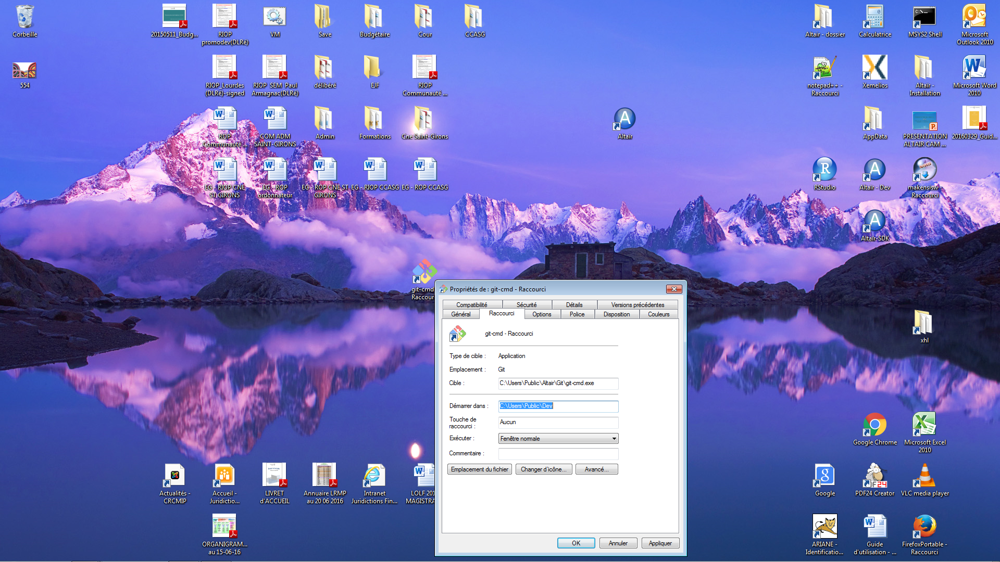 Corbeille
20150511_Budg...
RIOP
promodev(DLRé)
VM
Save
Budgétaire
Cour
CCASG
Altaïr - dossier
Calculatrice
MSYS2 Shell
Microsoft
Outlook 2010
554
RIOP_Lourdes
(DLRé)-signed
RIOP_SEM_Paul
Armagnac(DLRé)
délibéré
EJF
RIOP
Communauté ...
notepad++ -
Raccourci
Xemelios
Altaïr -
Installation
Microsoft Word
2010
ROP
Communauté ...
COM ADM
SAINT-GIRONS
Admin
Formations
Cne Saint-Girons
Altaïr
AppData
PRESENTATION
ALTAIR CAM ...
20160329_Guid...
EG - RIOP CNE
ST GIRONS
EG - ROP
ordonnateur
EG - ROP CNE ST
GIRONS
EG - RIOP CCASG
EG - ROP CCASG
RStudio
Altaïr - Dev
makensisw -
Raccourci
Altaïr-SDK
git-cmd
Raccour
xhl
Propriétés de : git-cmd - Raccourci
Compatibilité
Sécurité
Détails
Versions précédentes
Général
Raccourci
Options
Police
Disposition
Couleurs
git-cmd - Raccourci
Type de cible :
Application
Emplacement :
Git
Cible :
C:\Users\Public\Altair\Git\git-cmd.exe
Démarrer dans :
C:\Users\Public\Dev
Touche de
raccourci :
Aucun
Exécuter :
Fenêtre normale
Commentaire :
Emplacement du fichier
Changer d'icône...
Avancé...
OK
Annuler
Appliquer
Google Chrome
Microsoft Excel
2010
Actualités -
CRCMIP
Accueil -
Juridictio...
LIVRET
d'ACCUEIL
Annuaire LRMP
au 20 06 2016
Intranet
Juridictions Fin...
LOLF 201
MAGISTRA
Google
PDF24 Creator
VLC media player
ORGANIGRAM...
au 15-06-16
ARIANE -
Identificatio...
Guide
d'utilisation - ...
FirefoxPortable -
Raccourci